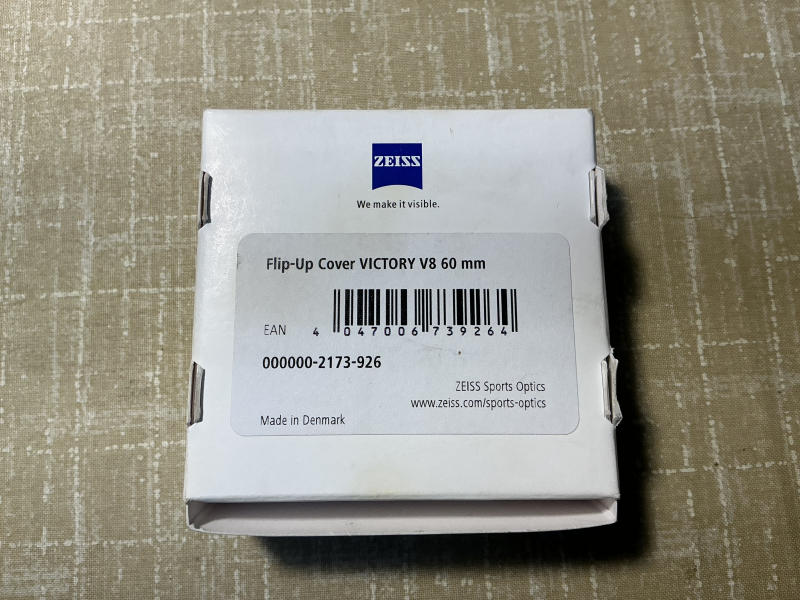 ZEISS
We make it visible.
Flip-Up Cover VICTORY V8 60 mm
EAN 4 047006 739264
000000-2173-926
ZEISS Sports Optics
www.zeiss.com/sports-optics
Made in Denmark